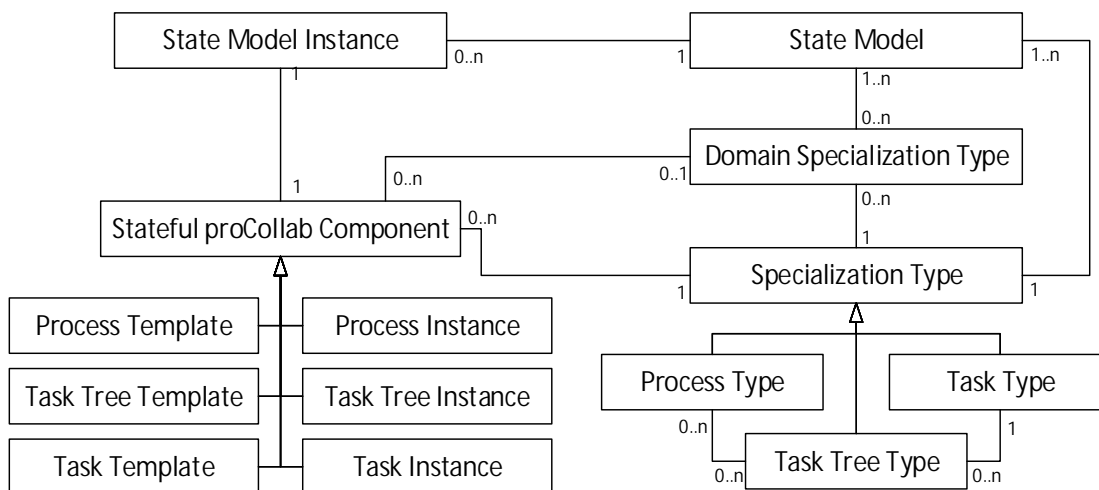 State Model Instance
State Model
0..n
1
1..n
1
1..n
0..n
Domain Specialization Type
0..n
0..1
1
0..n
Stateful proCollab Component
0..n
1
Specialization Type
1
1
Process Template
Process Instance
Process Type
Task Type
Task Tree Template
Task Tree Instance
0..n
1
Task Template
Task Instance
Task Tree Type
0..n
0..n